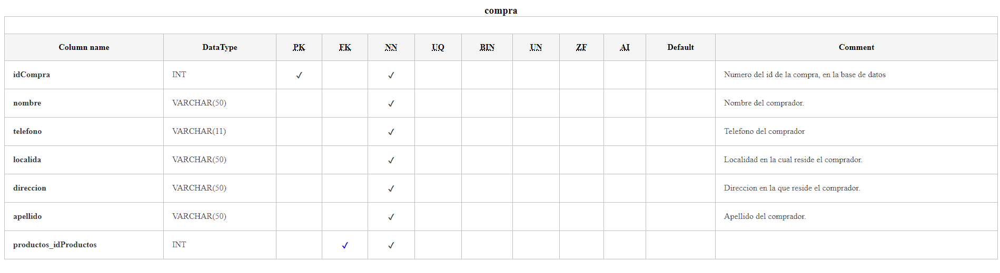 compra
Column name DataType PK FK NN UQ BIN UN ZF AI Default Comment
idCompra INT ✓ ✓ Numero del id de la compra, en la base de datos
nombre VARCHAR(50) ✓ Nombre del comprador.
telefono VARCHAR(11) ✓ Telefono del comprador
localida VARCHAR(50) ✓ Localidad en la cual reside el comprador.
direccion VARCHAR(50) ✓ Direccion en la que reside el comprador.
apellido VARCHAR(50) ✓ Apellido del comprador.
productos_idProductos INT ✓ ✓